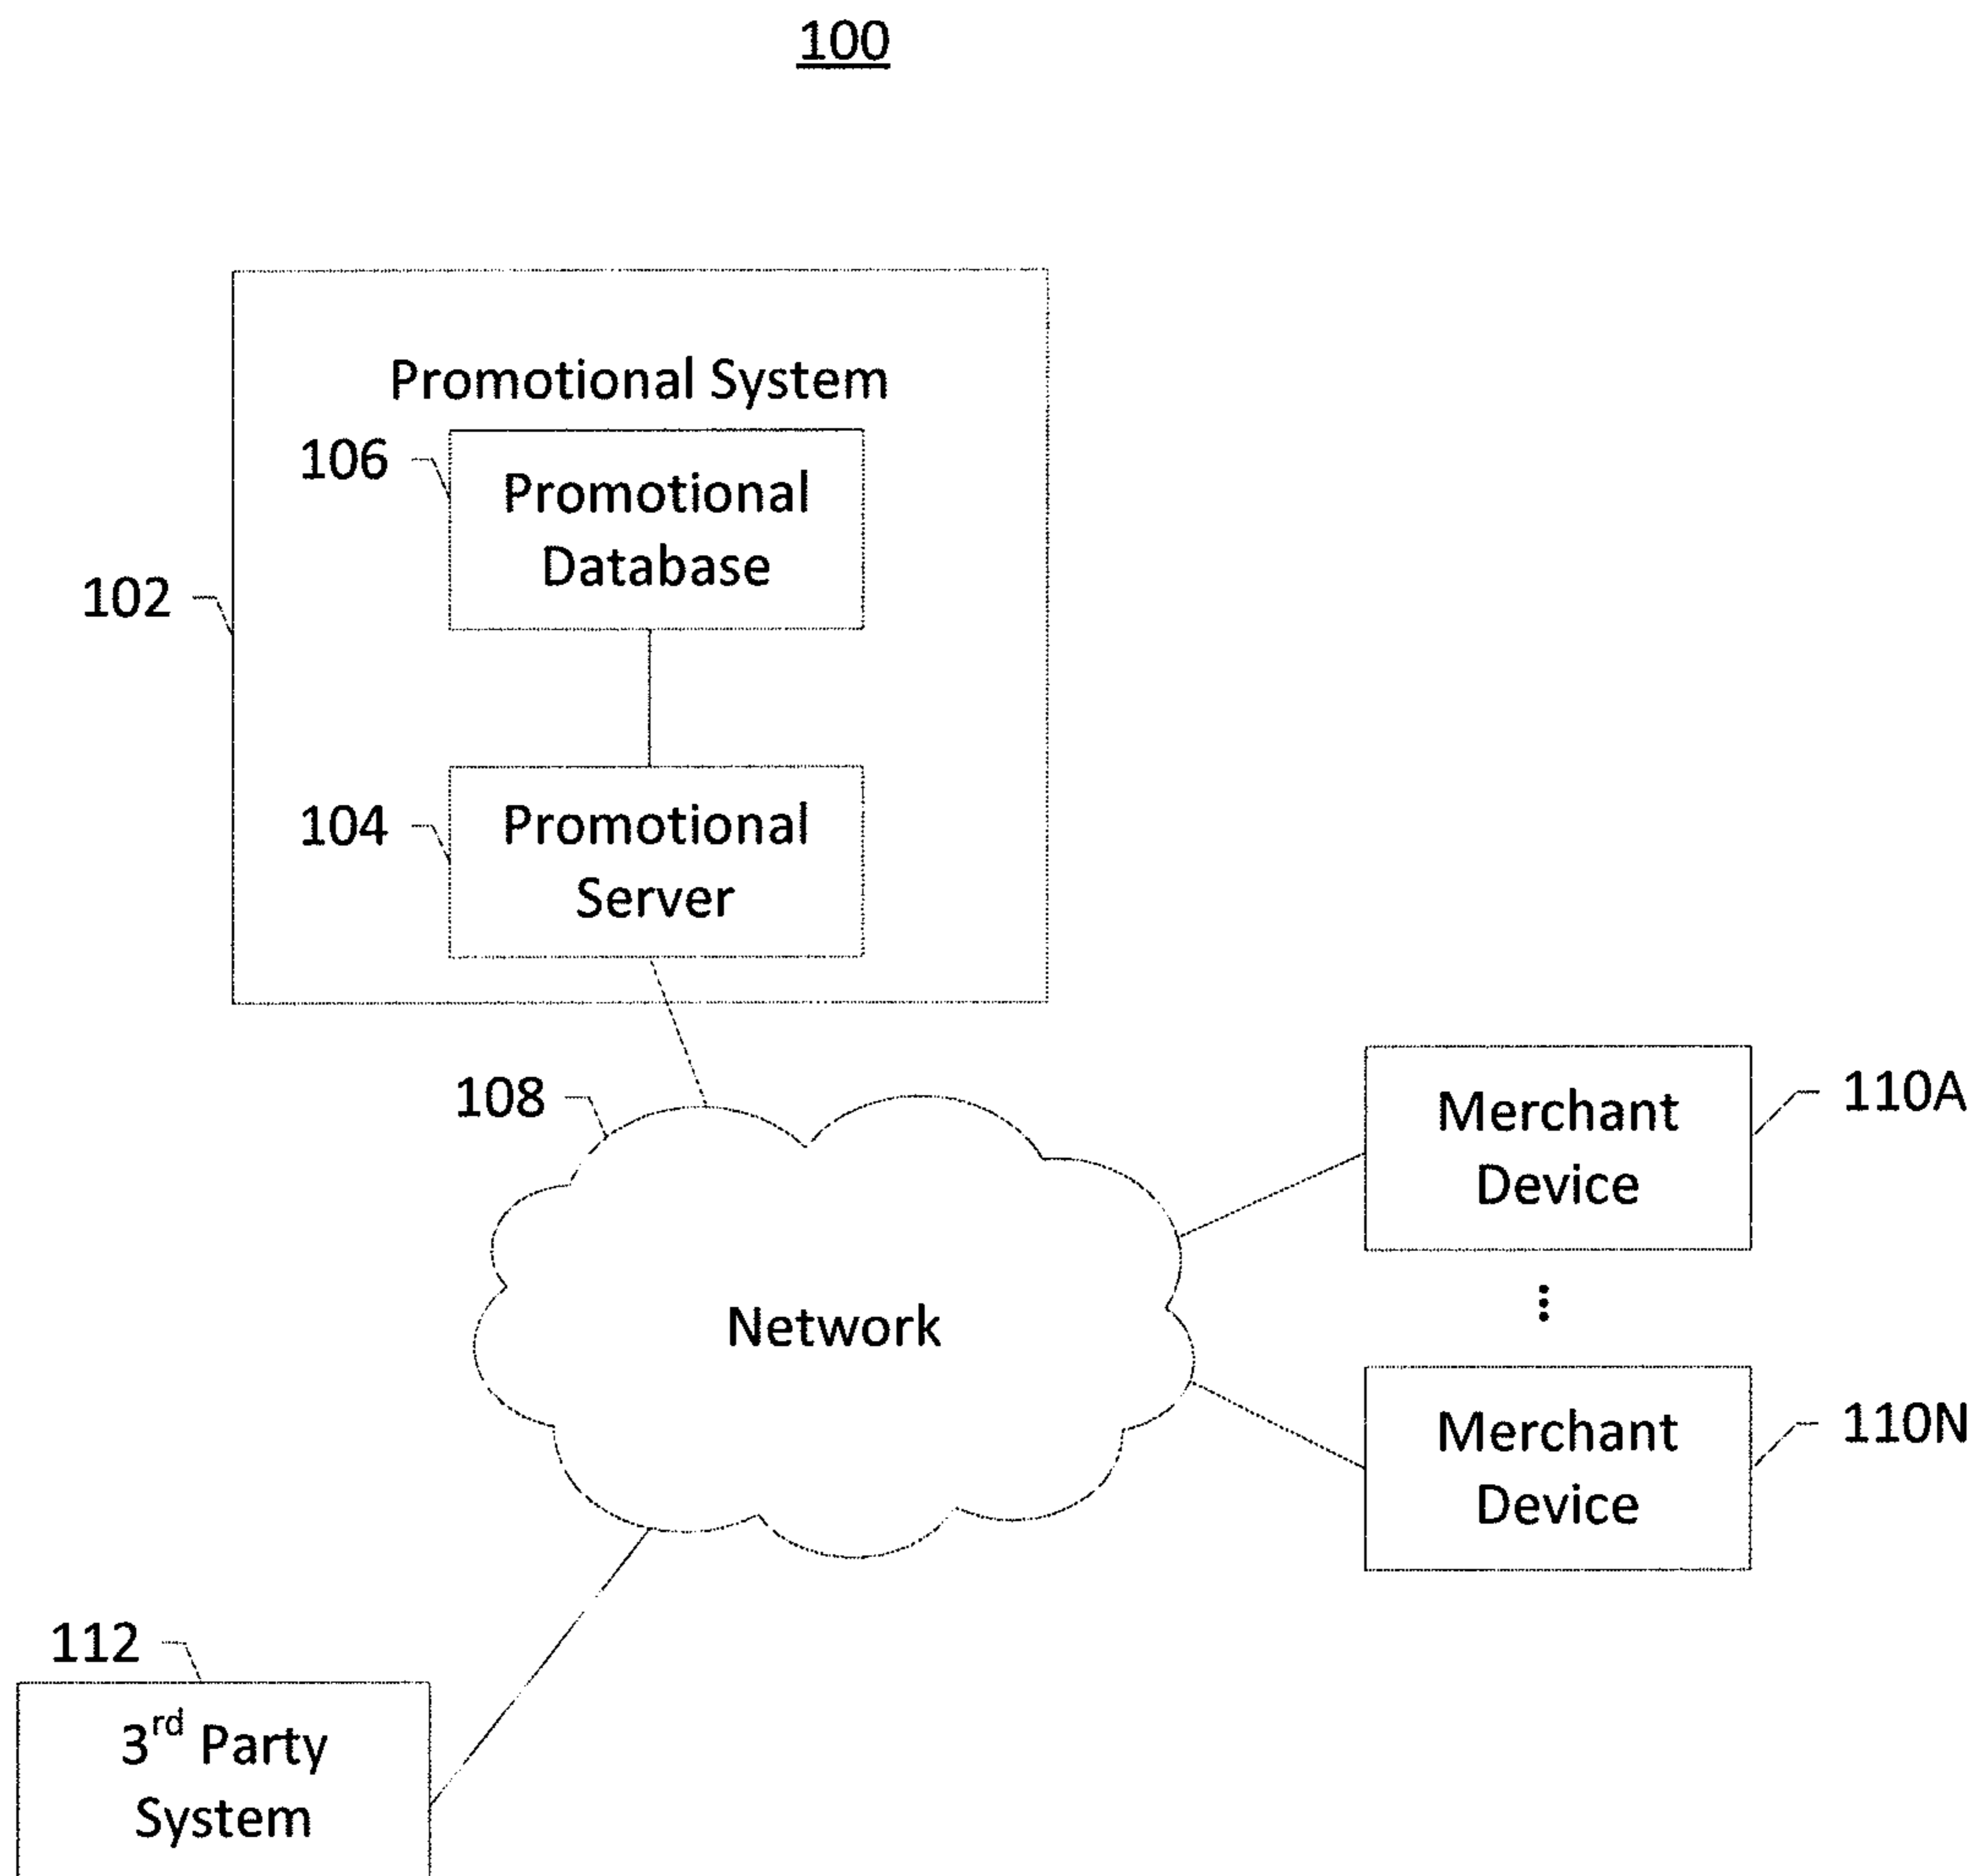 100
Promotional System
106
Promotional
Database
102
104
Promotional
Server
108
Merchant
Device
110A
Network
Merchant
Device
110N
112
3rd Party
System